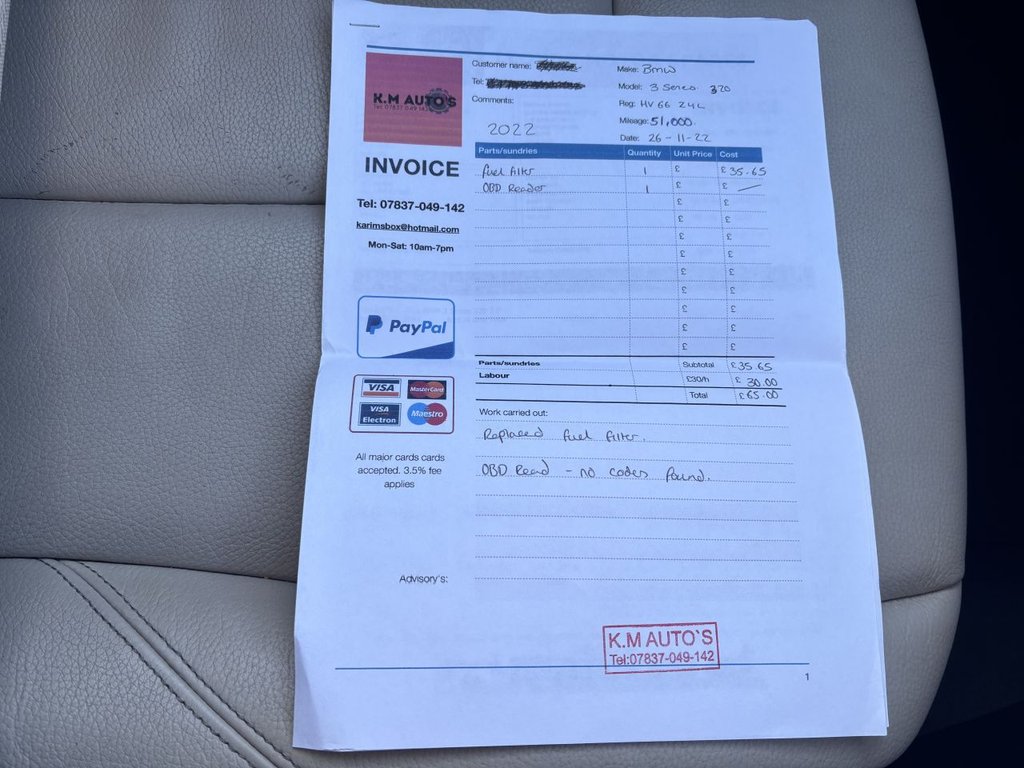 K.M AUTO'S
Tel: 07837 049 142
INVOICE
Tel: 07837-049-142
karimsbox@hotmail.com
Mon-Sat: 10am-7pm
PayPal
VISA
MasterCard
VISA
Electron
Maestro
All major cards cards
accepted. 3.5% fee
applies
Customer name:
Tel:
Comments:
2022
Make: BMW
Model: 3 Series 320
Reg: HV66 ZYL
Mileage: 51,000
Date: 26-11-22
Parts/sundries Quantity Unit Price Cost
Fuel filter 1 £ £35.65
OBD Reader 1 £ £ —
£ £
£ £
£ £
£ £
£ £
£ £
£ £
£ £
£ £
Parts/sundries Subtotal £35.65
Labour £30/h £ 30.00
Total £65.00
Work carried out:
Replaced fuel filter.
OBD Read - no codes found.
Advisory's:
K.M AUTO`S
Tel:07837-049-142
1